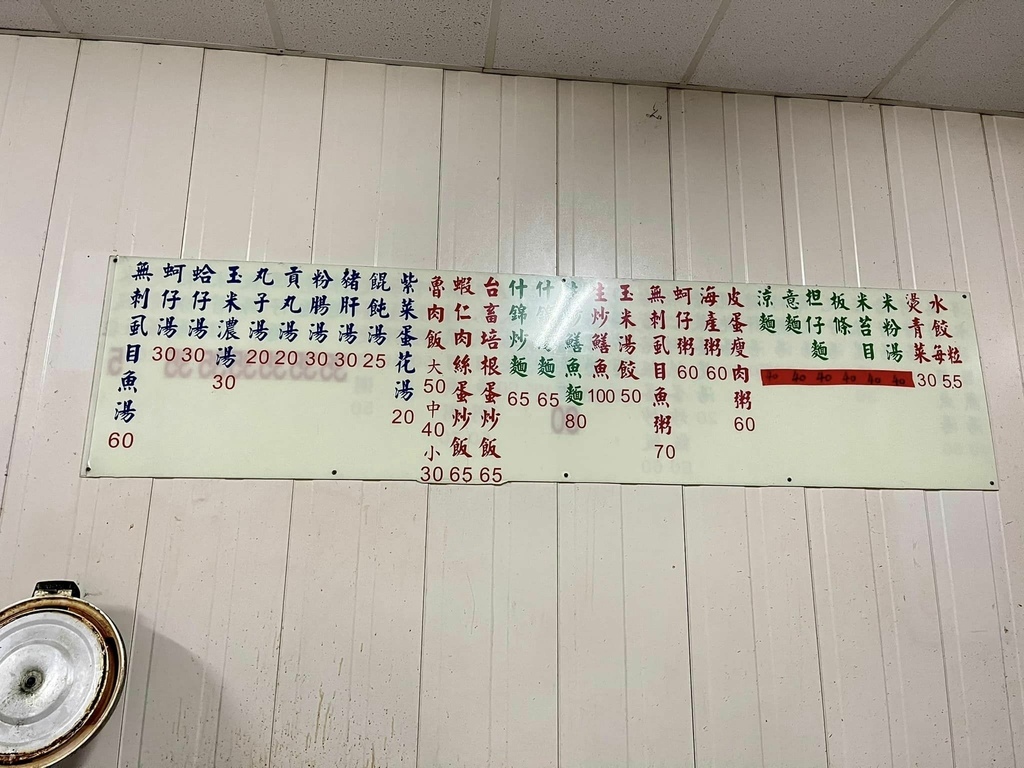 水餃每粒 55
燙青菜 30
米粉湯 40
米苔目 40
板條 40
担仔麵 40
意麵 40
涼麵 40
皮蛋瘦肉粥 60
海產粥 60
蚵仔粥 60
無刺虱目魚粥 70
玉米湯餃 50
生炒鱔魚 100
鱔魚麵 80
什錦麵 65
什錦炒麵 65
台畜培根蛋炒飯 65
蝦仁肉絲蛋炒飯 65
魯肉飯 大50 中40 小30
紫菜蛋花湯 20
餛飩湯 25
豬肝湯 30
粉腸湯 30
貢丸湯 20
丸子湯 20
玉米濃湯 30
蛤仔湯 30
蚵仔湯 30
無刺虱目魚湯 60